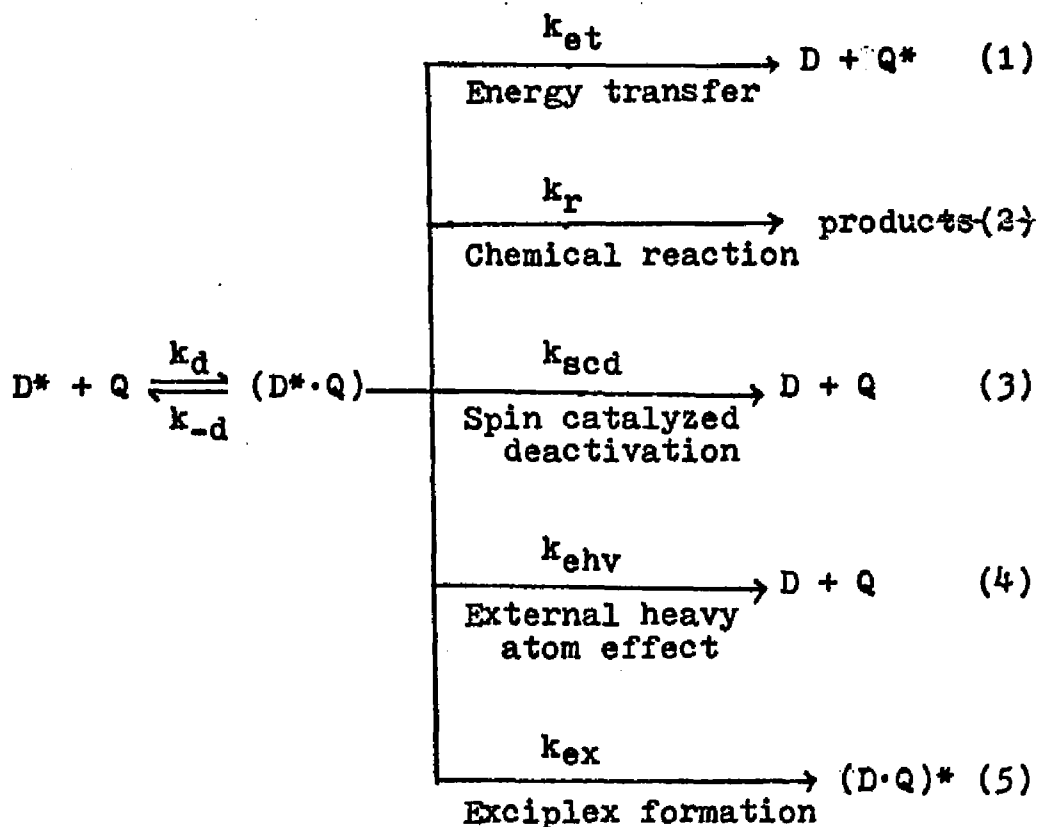 k_et
D + Q* (1)
Energy transfer
k_r
products (2)
Chemical reaction
k_d
D* + Q ⇌ (D*·Q)
k_-d
k_scd
D + Q (3)
Spin catalyzed
deactivation
k_ehv
D + Q (4)
External heavy
atom effect
k_ex
(D·Q)* (5)
Exciplex formation